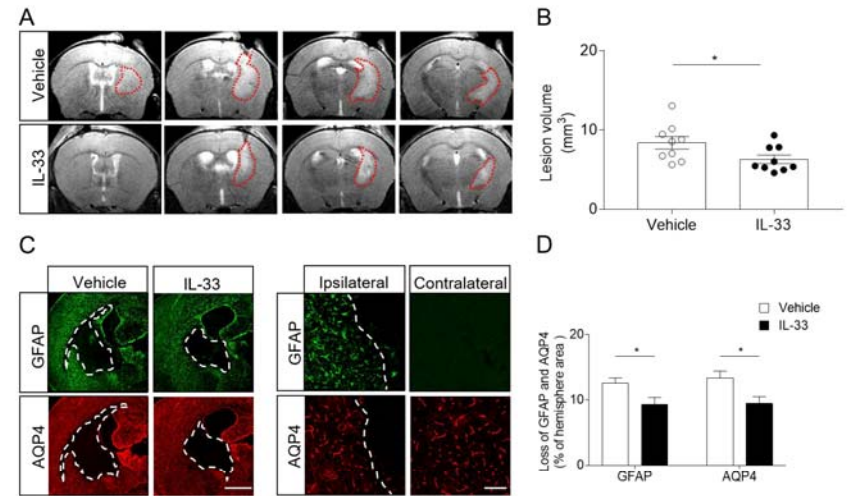 A
Vehicle
IL-33
B
20
10
0
Lesion volume
(mm³)
*
Vehicle
IL-33
C
Vehicle
IL-33
GFAP
AQP4
Ipsilateral
Contralateral
GFAP
AQP4
D
Vehicle
IL-33
20
10
0
Loss of GFAP and AQP4
(% of hemisphere area)
*
*
GFAP
AQP4